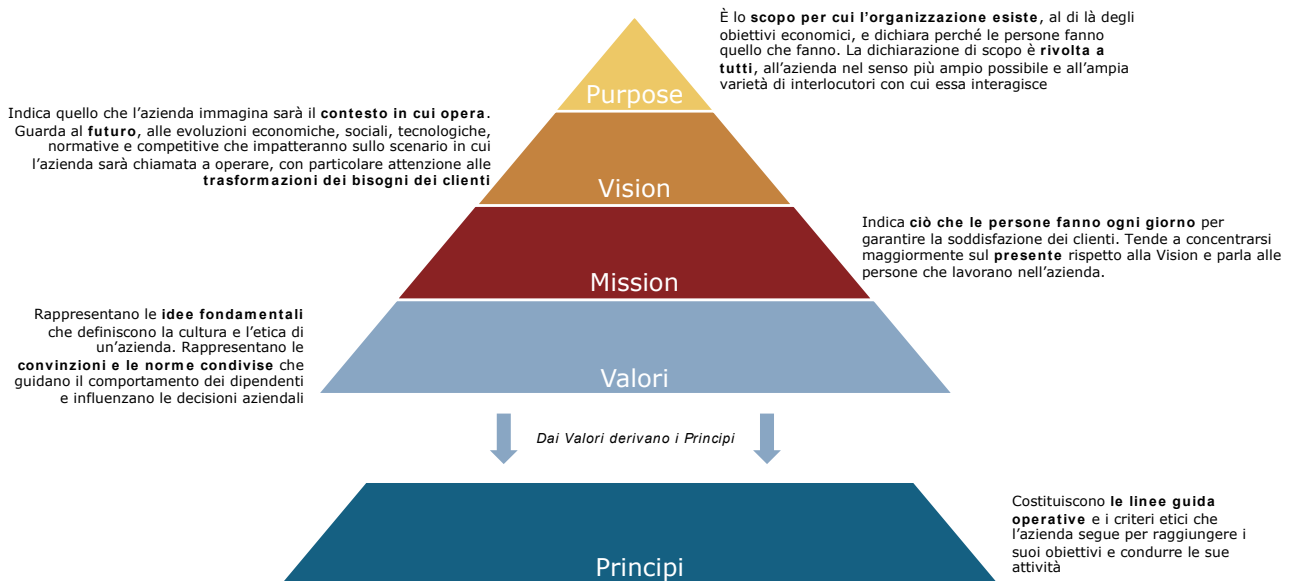 È lo scopo per cui l'organizzazione esiste, al di là degli
obiettivi economici, e dichiara perché le persone fanno
quello che fanno. La dichiarazione di scopo è rivolta a
tutti, all'azienda nel senso più ampio possibile e all'ampia
varietà di interlocutori con cui essa interagisce
Purpose
Indica quello che l'azienda immagina sarà il contesto in cui opera.
Guarda al futuro, alle evoluzioni economiche, sociali, tecnologiche,
normative e competitive che impatteranno sullo scenario in cui
l'azienda sarà chiamata a operare, con particolare attenzione alle
trasformazioni dei bisogni dei clienti
Vision
Indica ciò che le persone fanno ogni giorno per
garantire la soddisfazione dei clienti. Tende a concentrarsi
maggiormente sul presente rispetto alla Vision e parla alle
persone che lavorano nell'azienda.
Mission
Rappresentano le idee fondamentali
che definiscono la cultura e l'etica di
un'azienda. Rappresentano le
convinzioni e le norme condivise che
guidano il comportamento dei dipendenti
e influenzano le decisioni aziendali
Valori
Dai Valori derivano i Principi
Costituiscono le linee guida
operative e i criteri etici che
l'azienda segue per raggiungere i
suoi obiettivi e condurre le sue
attività
Principi